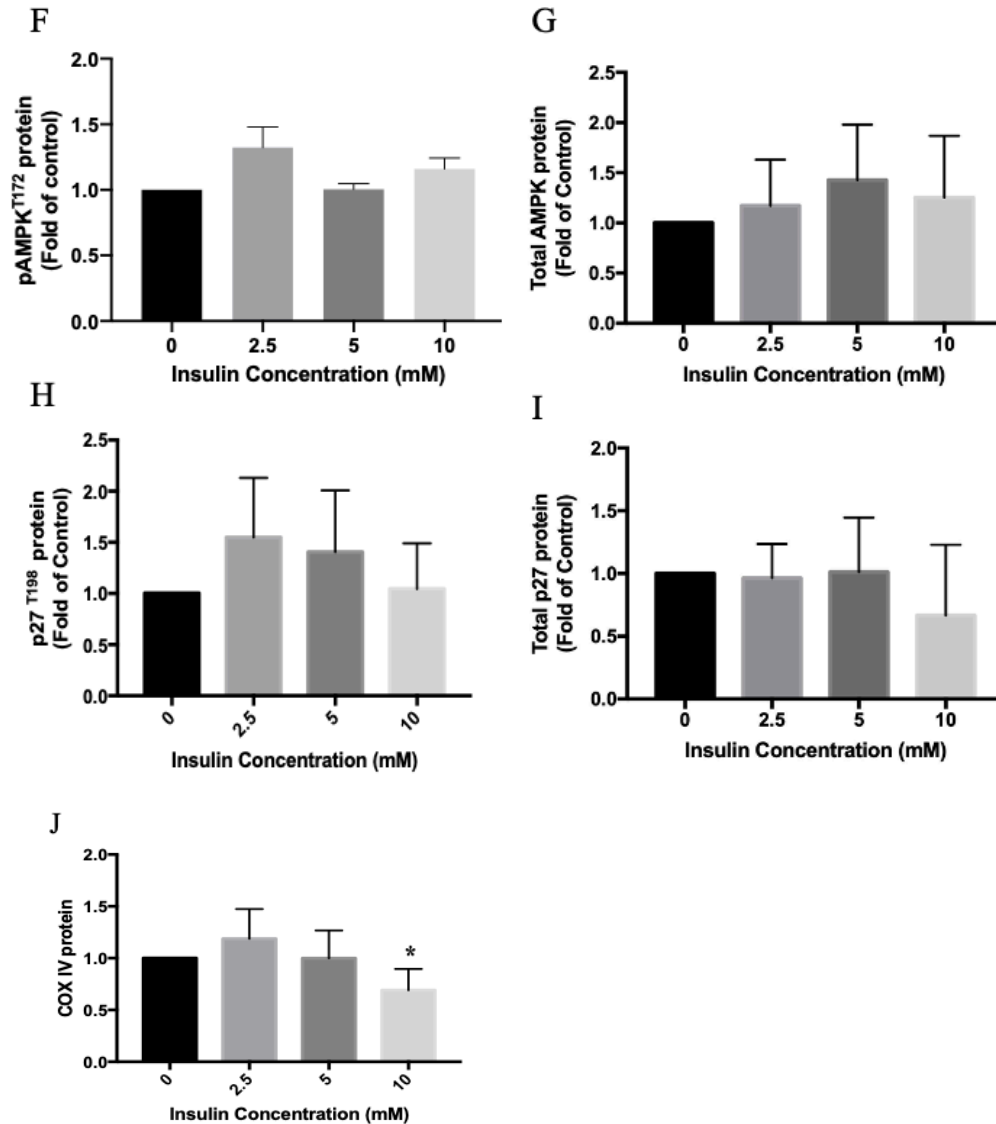 F
pAMPK^T172 protein
(Fold of control)
2.0
1.5
1.0
0.5
0.0
0 2.5 5 10
Insulin Concentration (mM)
G
Total AMPK protein
(Fold of Control)
2.5
2.0
1.5
1.0
0.5
0.0
0 2.5 5 10
Insulin Concentration (mM)
H
p27 ^T198 protein
(Fold of Control)
2.5
2.0
1.5
1.0
0.5
0.0
0 2.5 5 10
Insulin Concentration (mM)
I
Total p27 protein
(Fold of Control)
2.0
1.5
1.0
0.5
0.0
0 2.5 5 10
Insulin Concentration (mM)
J
COX IV protein
2.0
1.5
1.0
0.5
0.0
*
0 2.5 5 10
Insulin Concentration (mM)